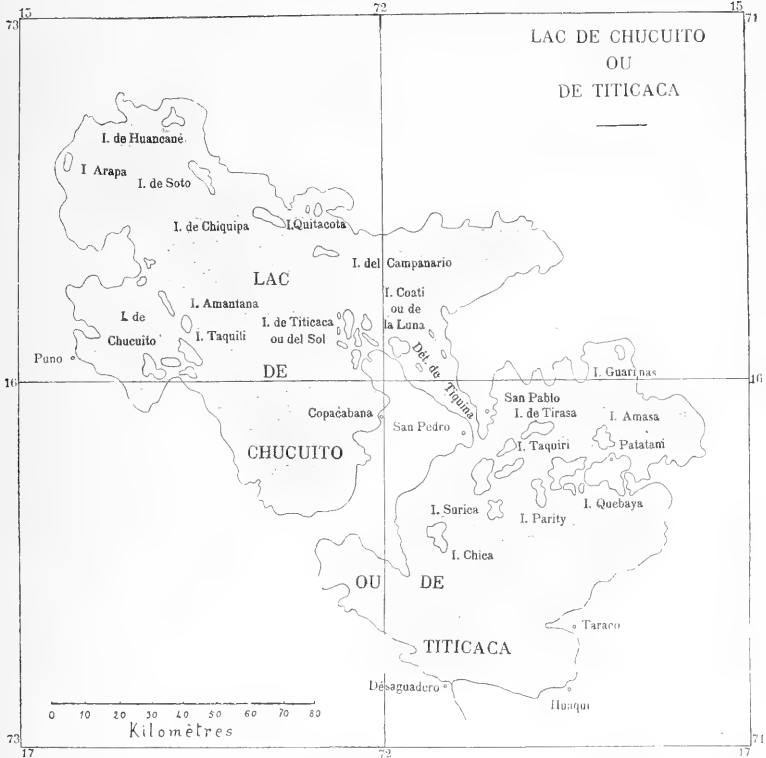 15
73
72
15
71
LAC DE CHUCUITO
OU
DE TITICACA
I. de Huancané
I Arapa
I. de Soto
I. de Chiquipa
I.Quitacota
I. del Campanario
LAC
I. Coati
ou de
la Luna
I. Amantana
I. de
Chucuito
I. Taquili
I. de Titicaca
ou del Sol
Puno
Dét. de Tiquina
I. Guarinas
DE
16
16
San Pablo
I. de Tirasa
I. Amasa
Copacabana
San Pedro
I. Taquiri
Patatani
CHUCUITO
I. Surica
I. Parity
I. Quebaya
I. Chica
OU DE
Taraco
TITICACA
Désaguadero
Huaqui
0 10 20 30 40 50 60 70 80
Kilomètres
73
17
72
71
17